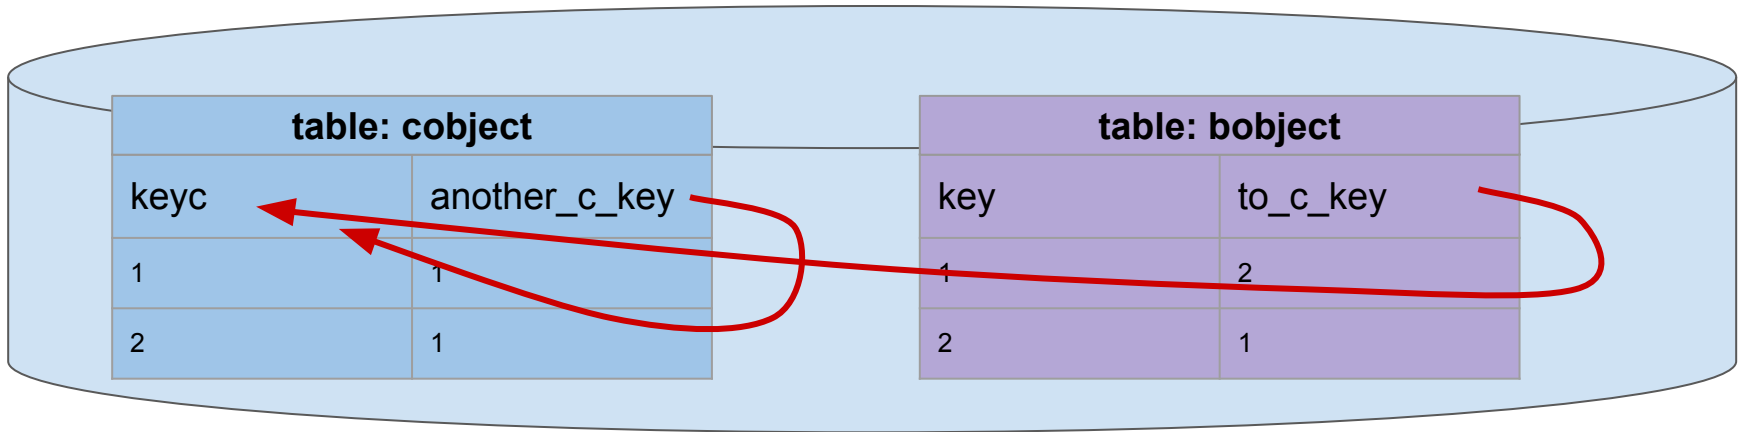 table: cobject
keyc another_c_key
1 1
2 1
table: bobject
key to_c_key
1 2
2 1